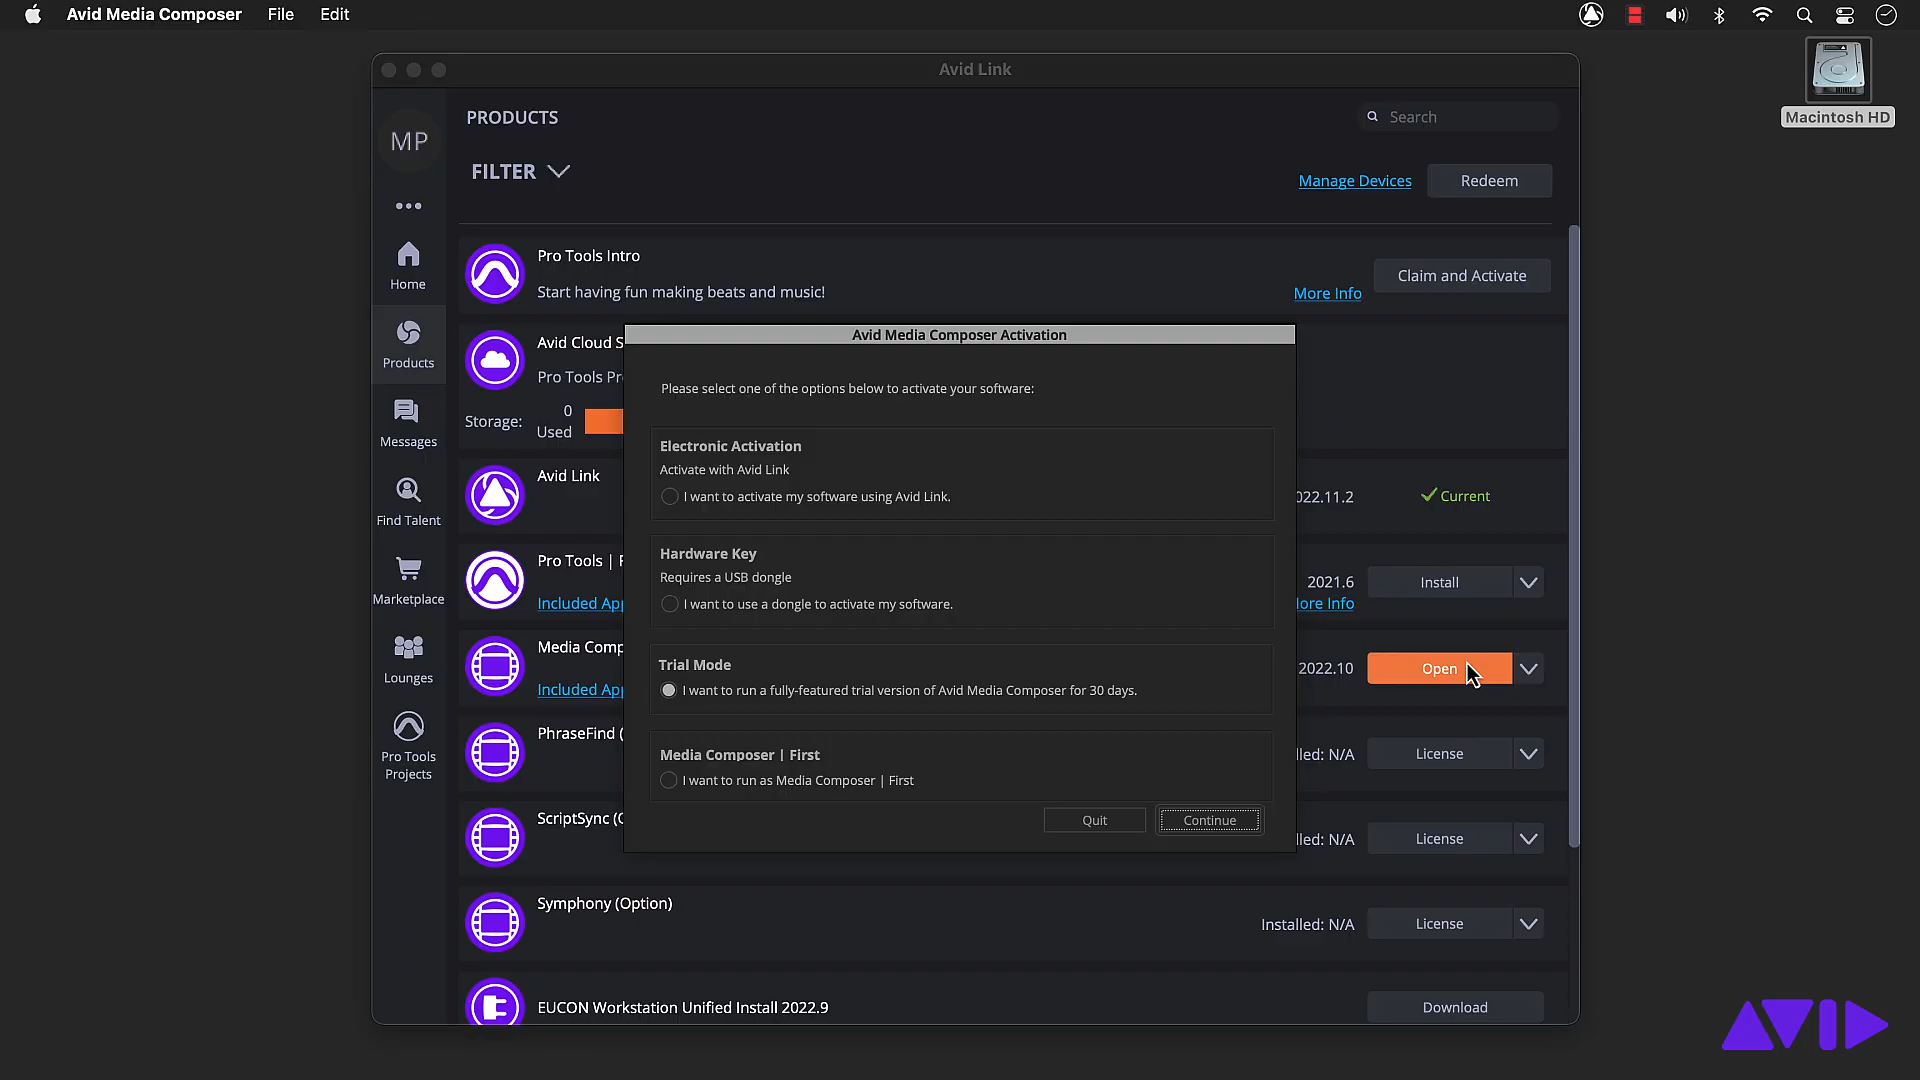 Avid Media Composer File Edit
Macintosh HD
Avid Link
MP
PRODUCTS
Search
FILTER
Manage Devices
Redeem
Home
Products
Messages
Find Talent
Marketplace
Lounges
Pro Tools
Projects
Pro Tools Intro
Start having fun making beats and music!
More Info
Claim and Activate
Avid Cloud S
Pro Tools Pr
Storage:
0
Used
Avid Link
022.11.2
Current
Pro Tools |
Included App
2021.6
ore Info
Install
Media Comp
Included App
2022.10
Open
PhraseFind (
lled: N/A
License
ScriptSync (
lled: N/A
License
Symphony (Option)
Installed: N/A
License
EUCON Workstation Unified Install 2022.9
Download
Avid Media Composer Activation
Please select one of the options below to activate your software:
Electronic Activation
Activate with Avid Link
I want to activate my software using Avid Link.
Hardware Key
Requires a USB dongle
I want to use a dongle to activate my software.
Trial Mode
I want to run a fully-featured trial version of Avid Media Composer for 30 days.
Media Composer | First
I want to run as Media Composer | First
Quit
Continue
AVID